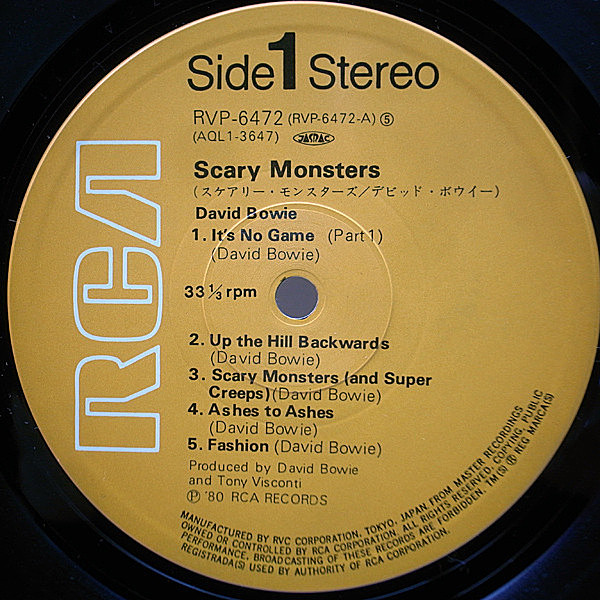 Side 1 Stereo
RVP-6472 (RVP-6472-A) ⑤
(AQL1-3647) JASRAC
Scary Monsters
(スケアリー・モンスターズ/デビッド・ボウイー)
David Bowie
1. It's No Game (Part 1)
(David Bowie)
33 1/3 rpm
2. Up the Hill Backwards
(David Bowie)
3. Scary Monsters (and Super
Creeps) (David Bowie)
4. Ashes to Ashes
(David Bowie)
5. Fashion (David Bowie)
Produced by David Bowie
and Tony Visconti
Ⓟ '80 RCA RECORDS
RCA
MANUFACTURED BY RVC CORPORATION, TOKYO, JAPAN FROM MASTER RECORDINGS
OWNED OR CONTROLLED BY RCA CORPORATION. ALL RIGHTS RESERVED. COPYING, PUBLIC
PERFORMANCE, BROADCASTING OF THESE RECORDS ARE FORBIDDEN. TM(S) ® REG MARCA(S)
REGISTRADA(S) USED BY AUTHORITY OF RCA CORPORATION.